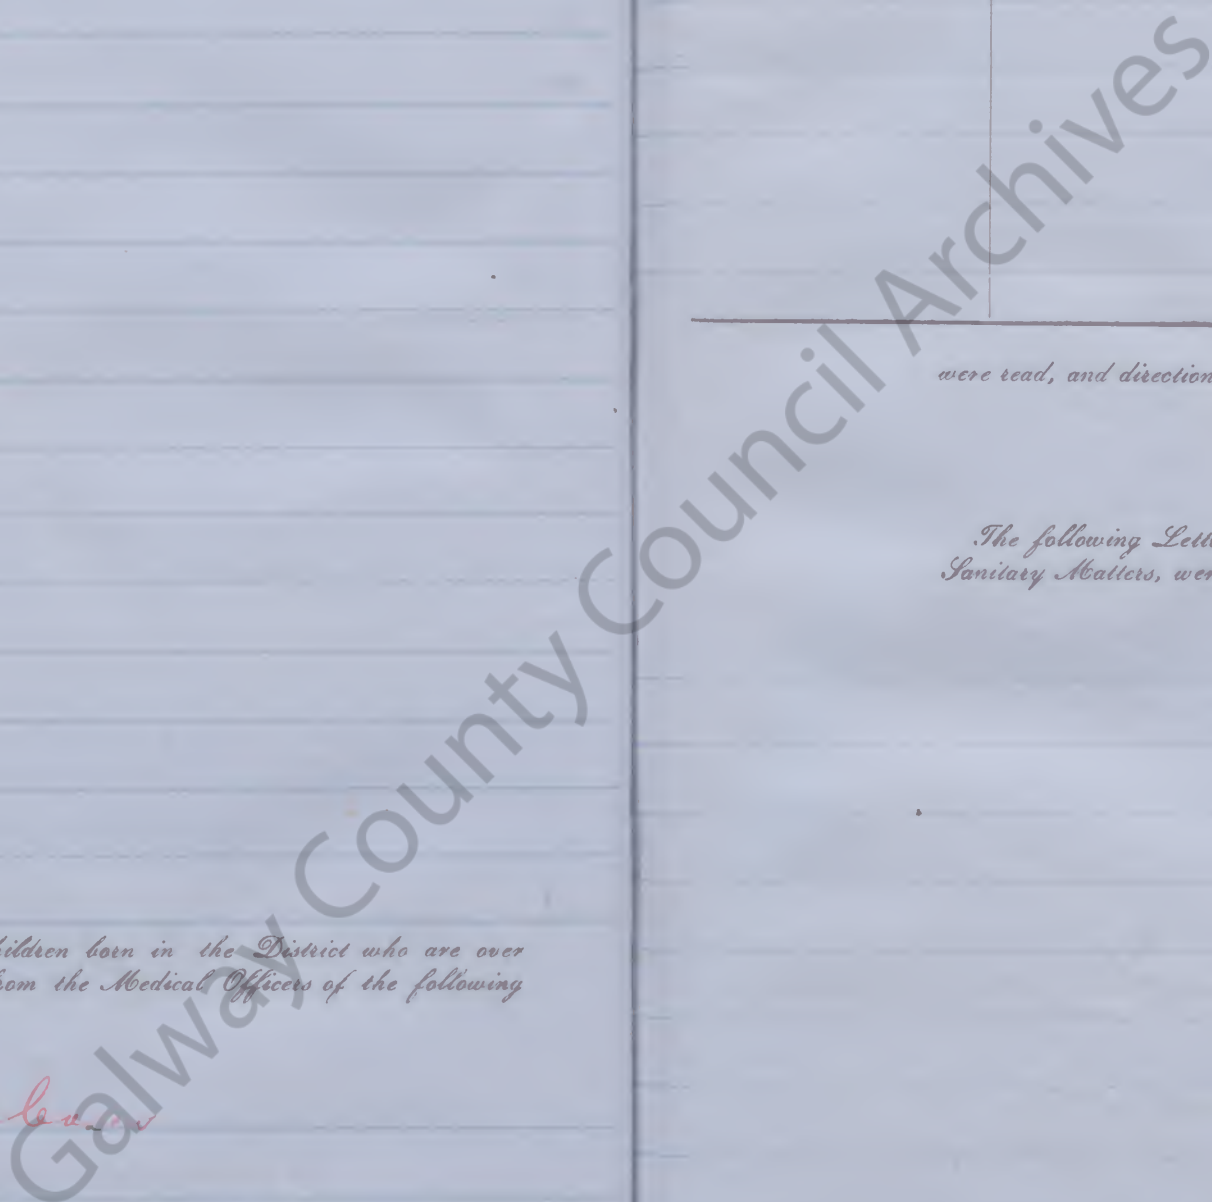 hildren born in the District who are over
rom the Medical Officers of the following
were read, and direction
The following Lett
Sanitary Matters, wer
Galway County Council Archives